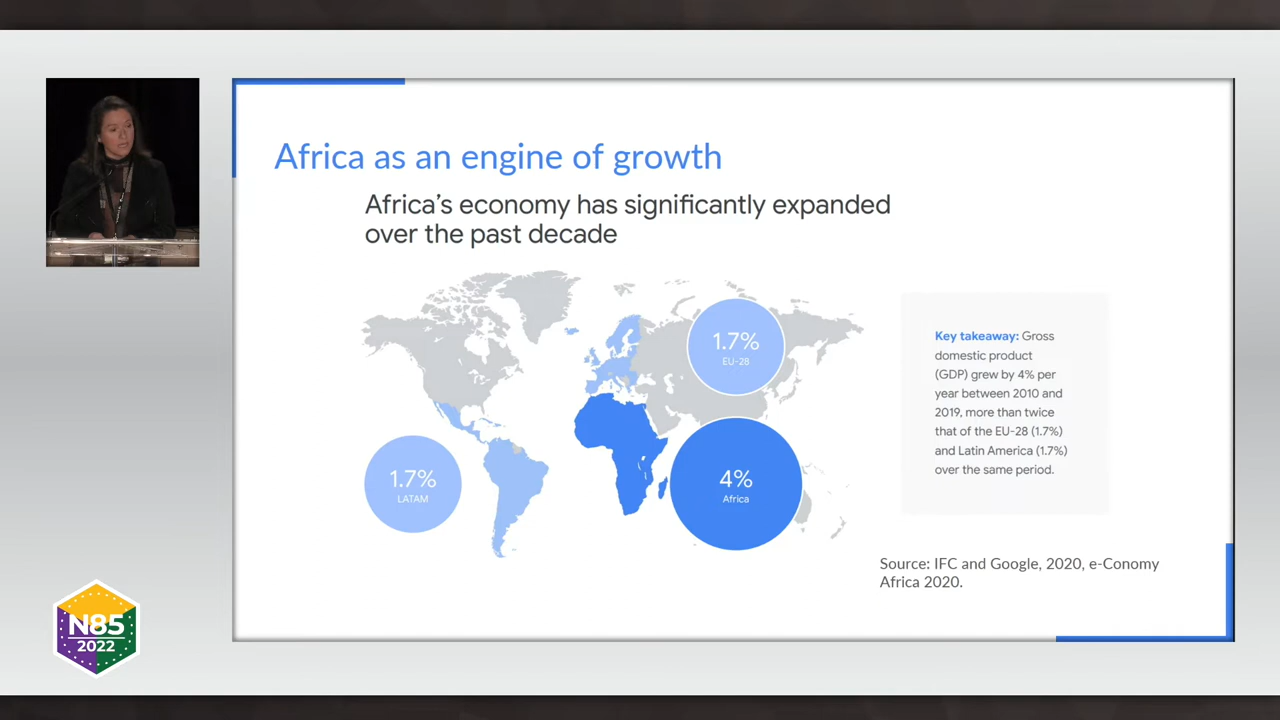 Africa as an engine of growth
Africa’s economy has significantly expanded
over the past decade
1.7%
EU-28
1.7%
LATAM
4%
Africa
Key takeaway: Gross
domestic product
(GDP) grew by 4% per
year between 2010 and
2019, more than twice
that of the EU-28 (1.7%)
and Latin America (1.7%)
over the same period.
Source: IFC and Google, 2020, e-Conomy
Africa 2020.
N85
2022